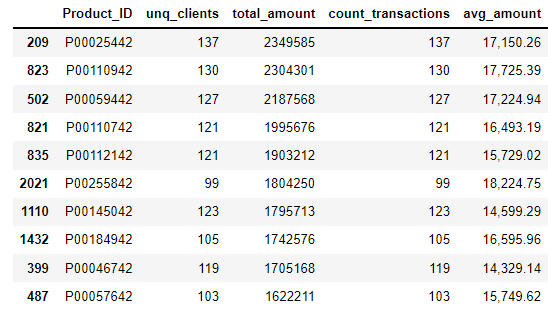 Product_ID unq_clients total_amount count_transactions avg_amount
209 P00025442 137 2349585 137 17,150.26
823 P00110942 130 2304301 130 17,725.39
502 P00059442 127 2187568 127 17,224.94
821 P00110742 121 1995676 121 16,493.19
835 P00112142 121 1903212 121 15,729.02
2021 P00255842 99 1804250 99 18,224.75
1110 P00145042 123 1795713 123 14,599.29
1432 P00184942 105 1742576 105 16,595.96
399 P00046742 119 1705168 119 14,329.14
487 P00057642 103 1622211 103 15,749.62